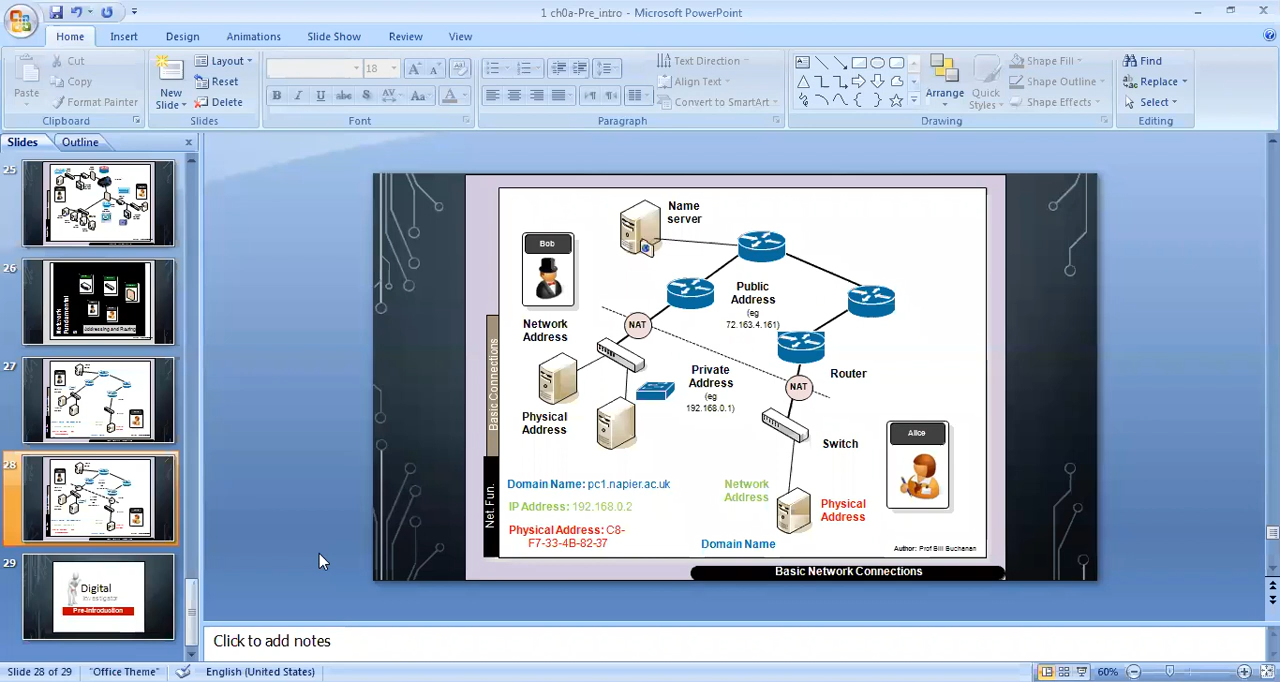 1 ch0a-Pre_intro - Microsoft PowerPoint
Home Insert Design Animations Slide Show Review View
Paste
Cut
Copy
Format Painter
Clipboard
New
Slide
Layout
Reset
Delete
Slides
18
B I U abc S AV Aa A
Font
Paragraph
Text Direction
Align Text
Convert to SmartArt
Arrange
Quick
Styles
Shape Fill
Shape Outline
Shape Effects
Drawing
Find
Replace
Select
Editing
Slides Outline
25
26
Addressing and Routing
27
28
29
Digital
Investigator
Pre-Introduction
Name
server
Bob
Public
Address
(eg
72.163.4.161)
Network
Address
NAT
Basic Connections
Private
Address
(eg
192.168.0.1)
Router
NAT
Physical
Address
Switch
Alice
Net. Fun.
Domain Name: pc1.napier.ac.uk
IP Address: 192.168.0.2
Physical Address: C8-
F7-33-4B-82-37
Network
Address
Physical
Address
Domain Name
Author: Prof Bill Buchanan
Basic Network Connections
Click to add notes
Slide 28 of 29 "Office Theme" English (United States) 60%